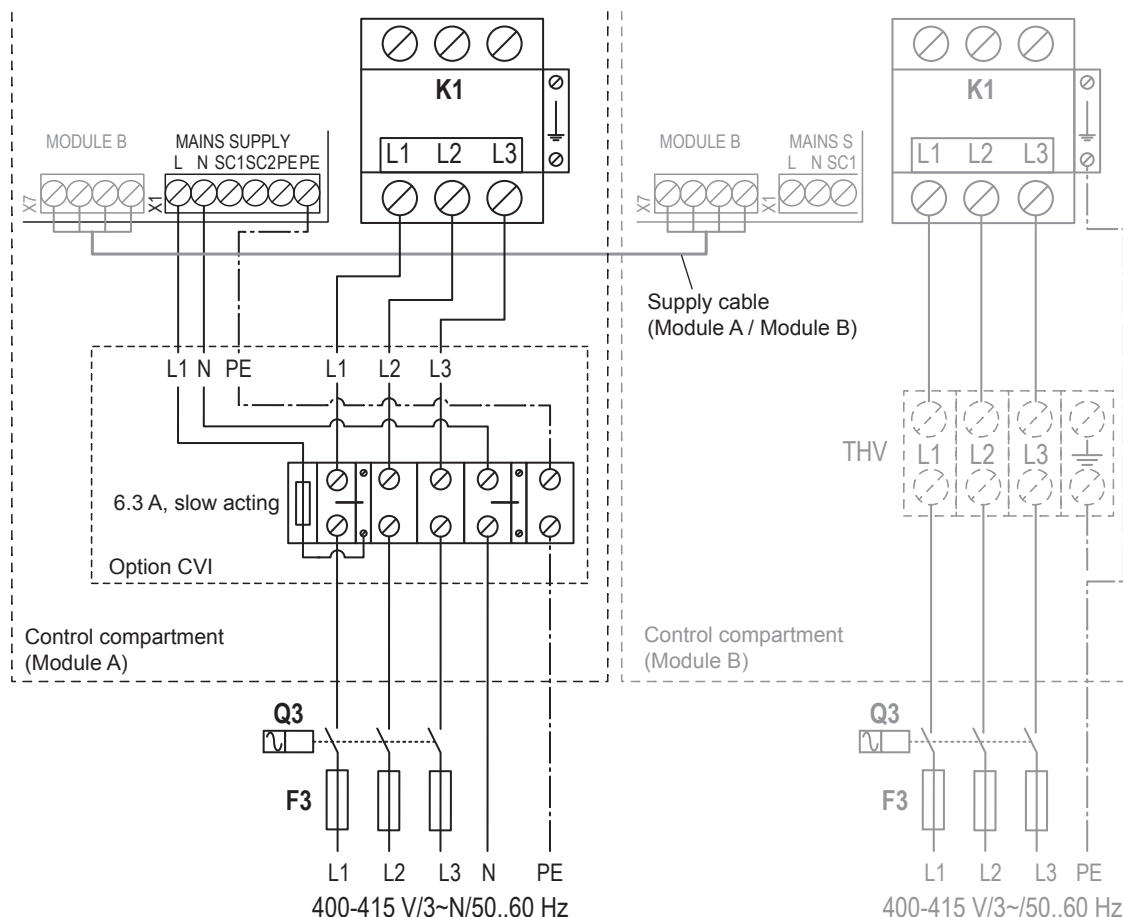 K1
K1
MODULE B
MAINS SUPPLY
L N SC1 SC2 PE PE
L1 L2 L3
X7
X1
MODULE B
MAINS S
L N SC1
L1 L2 L3
X7
X1
Supply cable
(Module A / Module B)
L1 N PE L1 L2 L3
THV
L1 L2 L3
6.3 A, slow acting
Option CVI
Control compartment
(Module A)
Control compartment
(Module B)
Q3
Q3
F3
F3
L1 L2 L3 N PE
L1 L2 L3 PE
400-415 V/3~N/50..60 Hz
400-415 V/3~/50..60 Hz